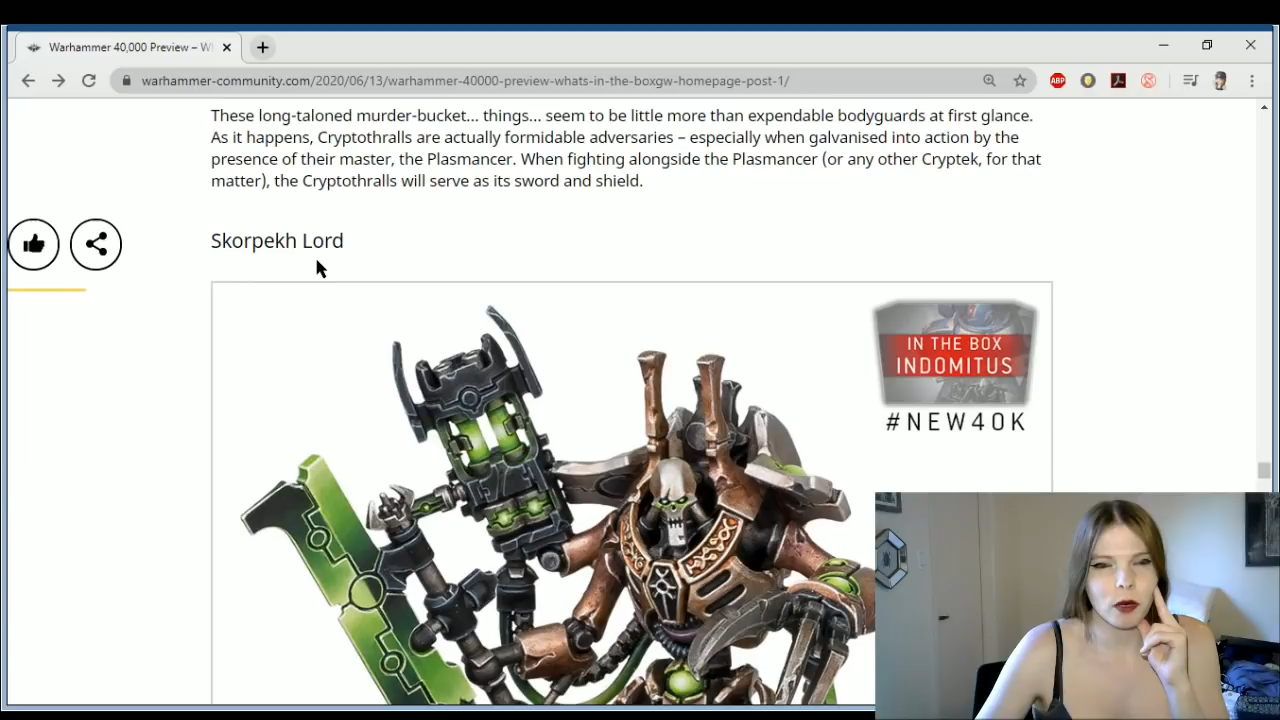 Warhammer 40,000 Preview – Wh
warhammer-community.com/2020/06/13/warhammer-40000-preview-whats-in-the-boxgw-homepage-post-1/
ABP
These long-taloned murder-bucket... things... seem to be little more than expendable bodyguards at first glance.
As it happens, Cryptothralls are actually formidable adversaries – especially when galvanised into action by the
presence of their master, the Plasmancer. When fighting alongside the Plasmancer (or any other Cryptek, for that
matter), the Cryptothralls will serve as its sword and shield.
Skorpekh Lord
IN THE BOX
INDOMITUS
#NEW40K